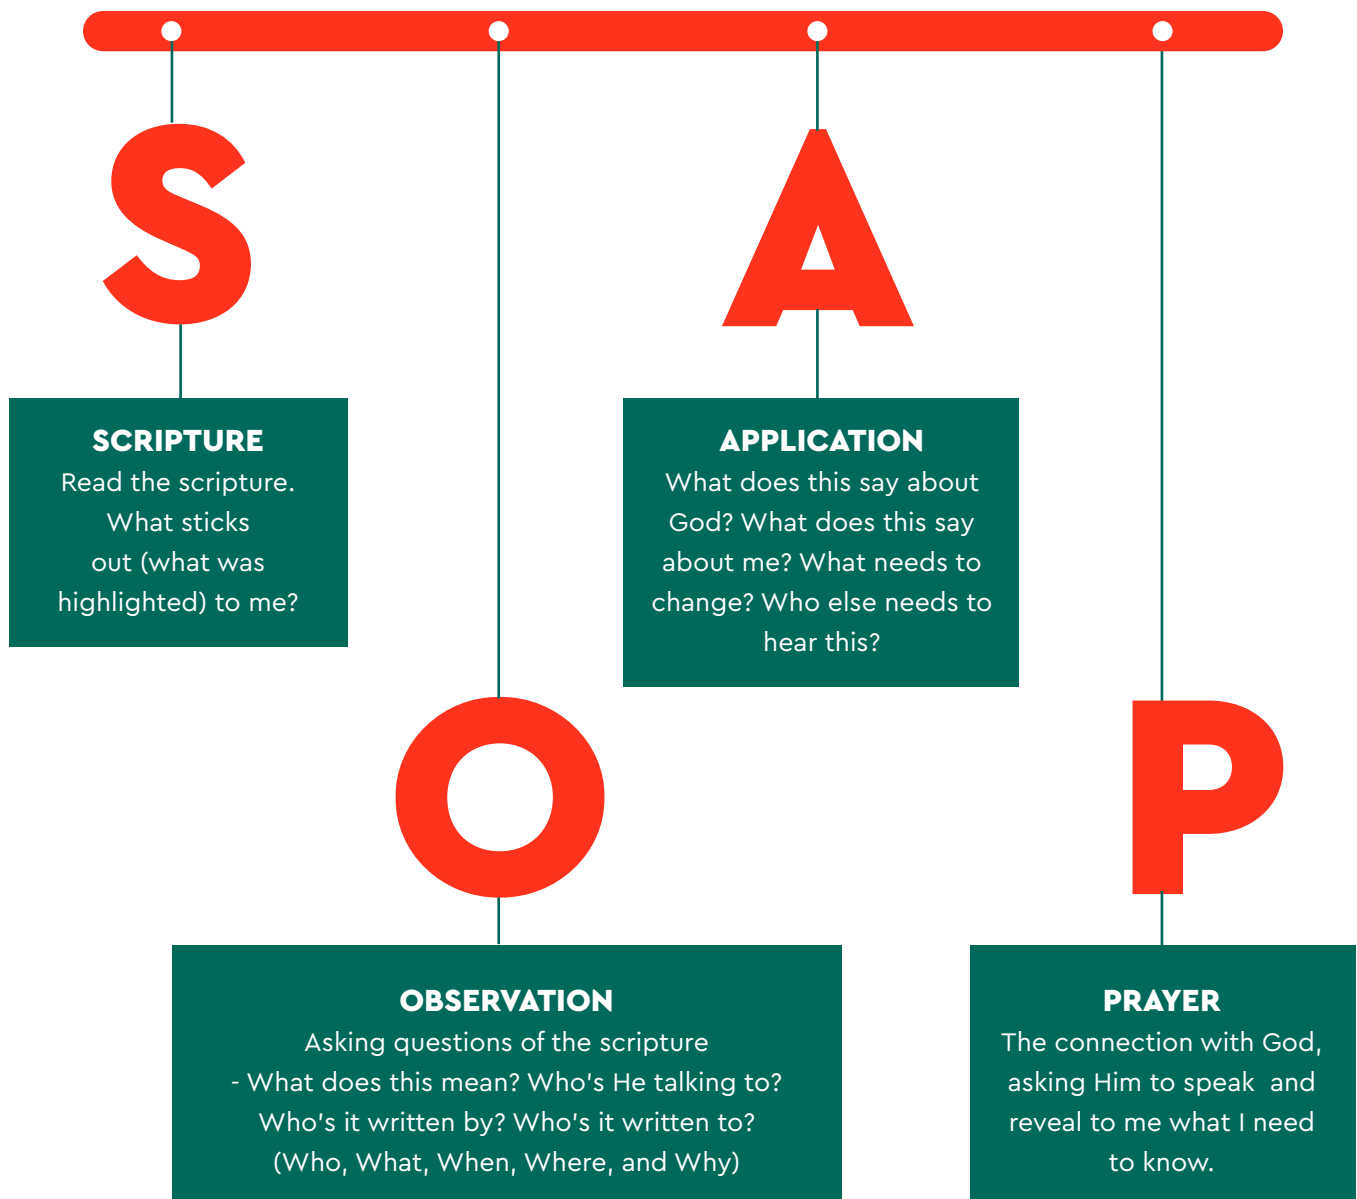 S
SCRIPTURE
Read the scripture.
What sticks
out (what was
highlighted) to me?
O
OBSERVATION
Asking questions of the scripture
- What does this mean? Who's He talking to?
Who's it written by? Who's it written to?
(Who, What, When, Where, and Why)
A
APPLICATION
What does this say about
God? What does this say
about me? What needs to
change? Who else needs to
hear this?
P
PRAYER
The connection with God,
asking Him to speak  and
reveal to me what I need
to know.